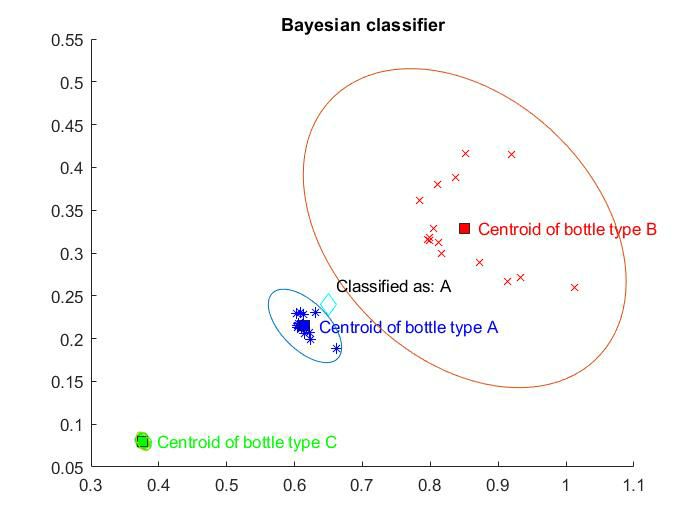 Bayesian classifier
0.55
0.5
0.45
0.4
0.35
Centroid of bottle type B
0.3
Classified as: A
0.25
Centroid of bottle type A
0.2
0.15
0.1
Centroid of bottle type C
0.05
0.3 0.4 0.5 0.6 0.7 0.8 0.9 1 1.1